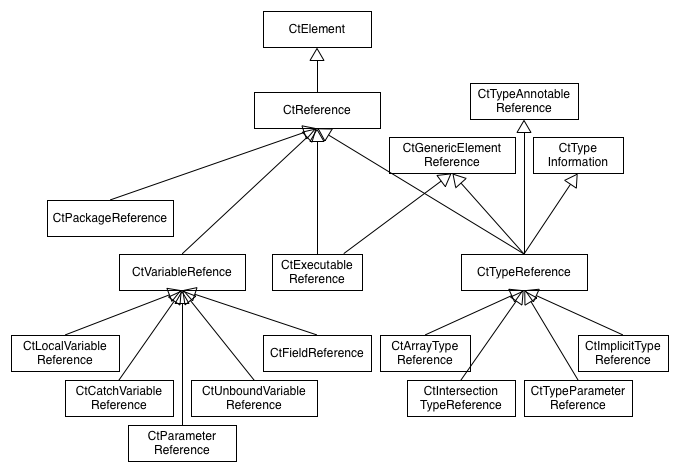 CtElement
CtReference
CtTypeAnnotable
Reference
CtGenericElement
Reference
CtType
Information
CtPackageReference
CtVariableRefence
CtExecutable
Reference
CtTypeReference
CtLocalVariable
Reference
CtFieldReference
CtArrayType
Reference
CtImplicitType
Reference
CtCatchVariable
Reference
CtUnboundVariable
Reference
CtIntersection
TypeReference
CtTypeParameter
Reference
CtParameter
Reference